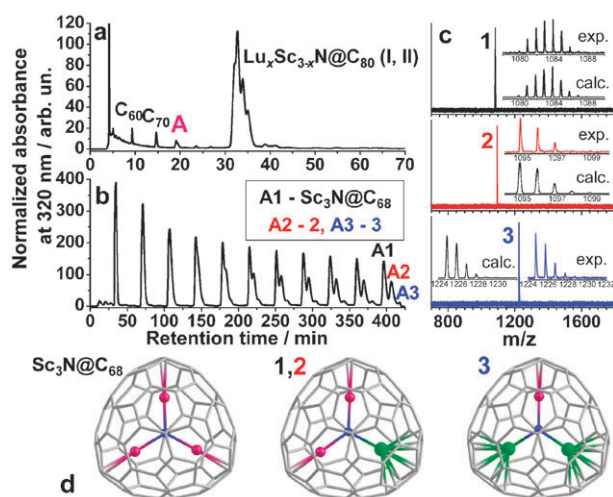 a
Normalized absorbance
at 320 nm / arb. un.
120
100
80
60
40
20
0
C₆₀
C₇₀
A
LuₓSc₃₋ₓN@C₈₀ (I, II)
0 10 20 30 40 50 60 70
b
400
300
200
100
0
A1 - Sc₃N@C₆₈
A2 - 2, A3 - 3
A1
A2
A3
0 50 100 150 200 250 300 350 400
Retention time / min
c
1
exp.
1080 1084 1088
calc.
1080 1084 1088
2
exp.
1095 1097 1099
calc.
1095 1097 1099
3
calc.
1224 1226 1228 1230
exp.
1224 1226 1228 1230 1232
800 1200 1600
m/z
Sc₃N@C₆₈
1,2
3
d